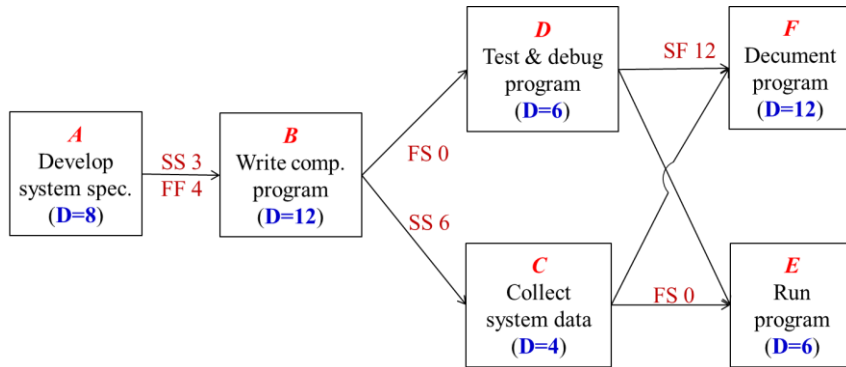 A
Develop
system spec.
(D=8)
SS 3
FF 4
B
Write comp.
program
(D=12)
FS 0
SS 6
D
Test & debug
program
(D=6)
C
Collect
system data
(D=4)
SF 12
FS 0
F
Decument
program
(D=12)
E
Run
program
(D=6)